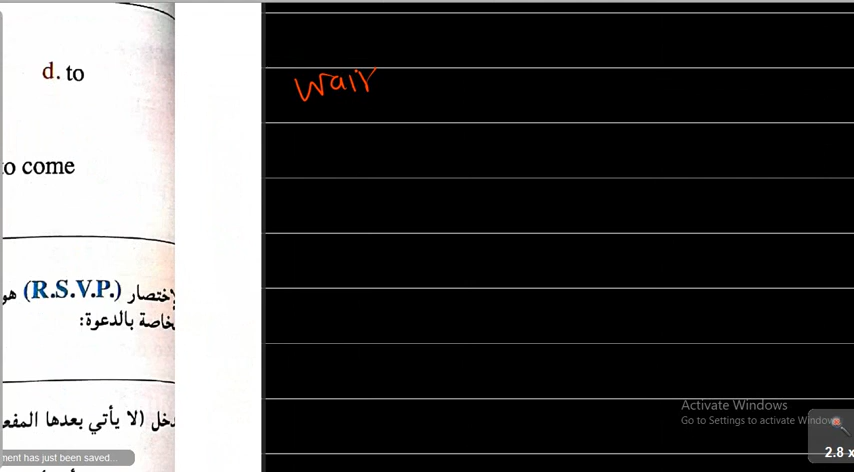 d. to
o come
لإختصار (R.S.V.P.) هو
خاصة بالدعوة:
دخل (لا يأتي بعدها المفع
wair
Activate Windows
Go to Settings to activate Windows
ment has just been saved...
2.8 x